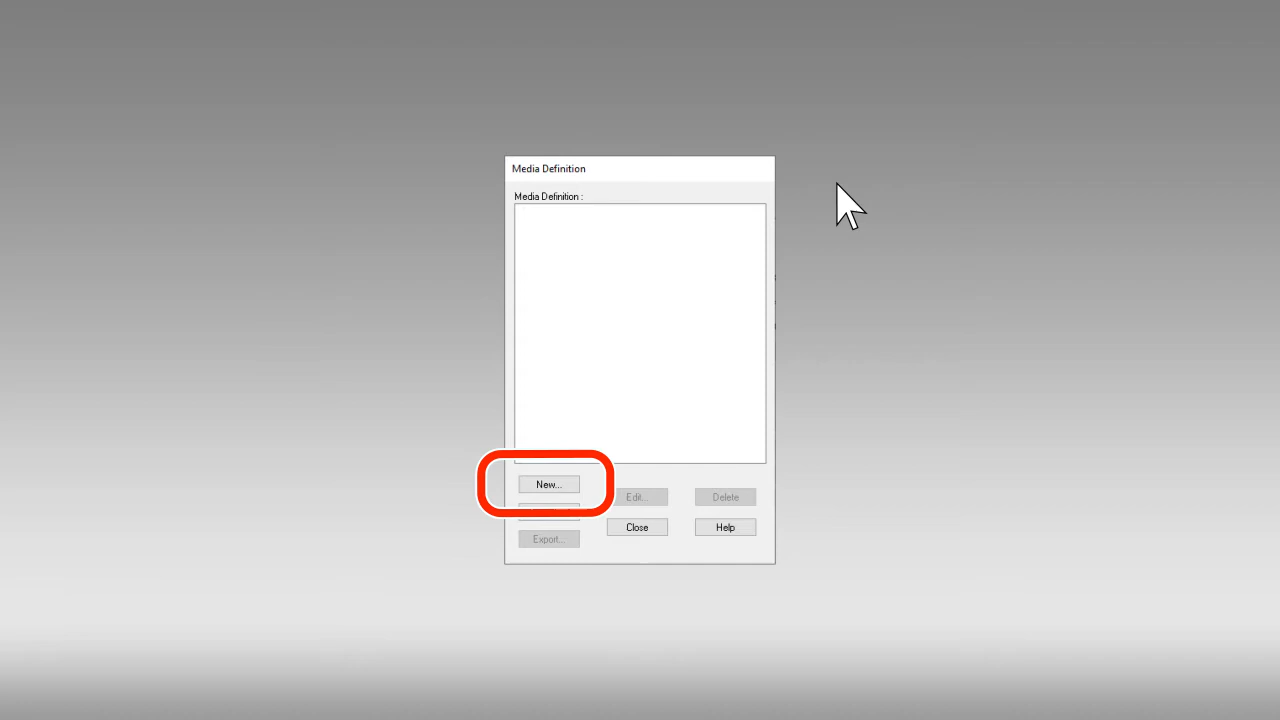 Media Definition
Media Definition :
New...
Edit...
Delete
Close
Help
Export...